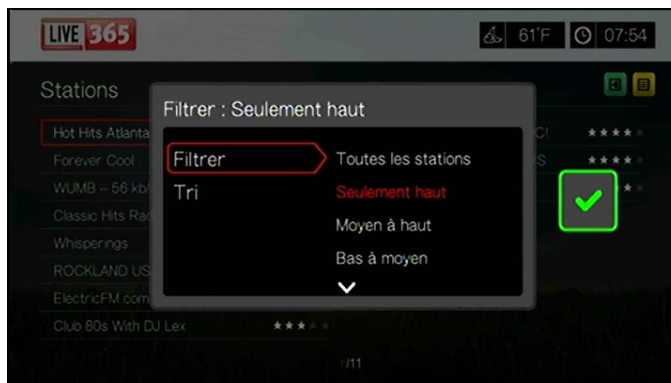 LIVE 365
61°F
07:54
Stations
Filtrer : Seulement haut
Hot Hits Atlanta
Forever Cool
WUMB -- 56
Classic Hits
Whisperings
ROCKLAND US
ElectricFM.com
Club 80s With DJ Lex
Filtrer
Tri
Toutes les stations
Seulement haut
Moyen à haut
Bas à moyen
1/11